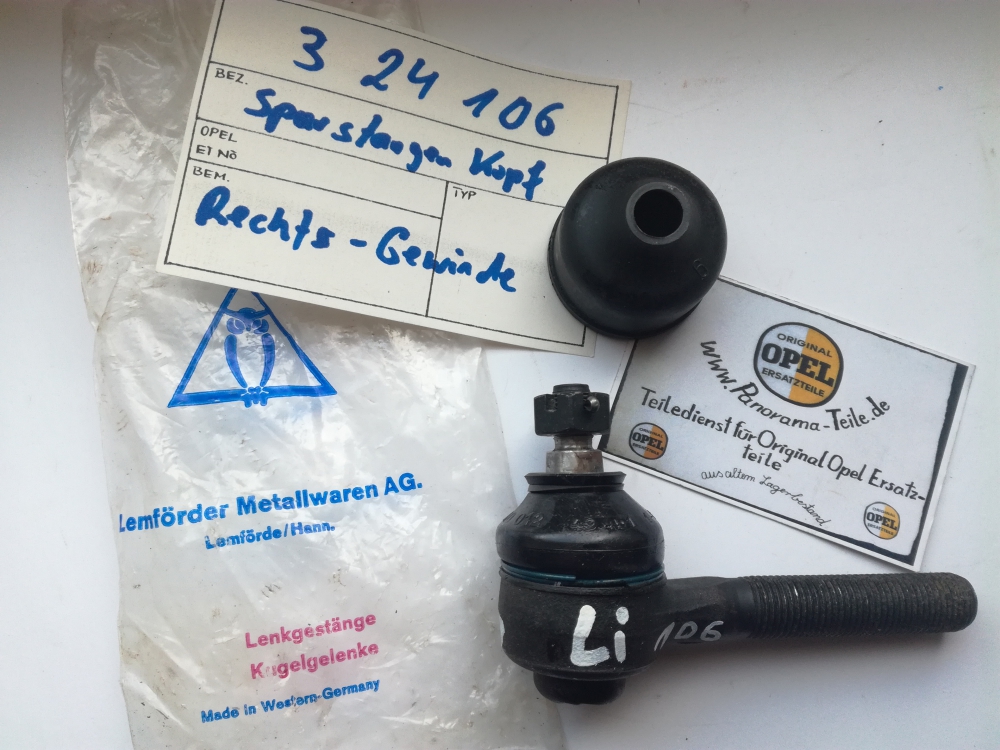 3 24 106
BEZ.
Spurstangen Kopf
OPEL
ET NÖ
BEM.
TYP
Rechts - Gewinde
ORIGINAL
OPEL
ERSATZTEILE
www.Panorama-Teile.de
Teiledienst für Original Opel Ersatz-
teile
aus altem Lagerbestand
OPEL
OPEL
Lemförder Metallwaren AG.
Lemförde/Hann.
Lenkgestänge
Kugelgelenke
Made in Western-Germany
Li 106